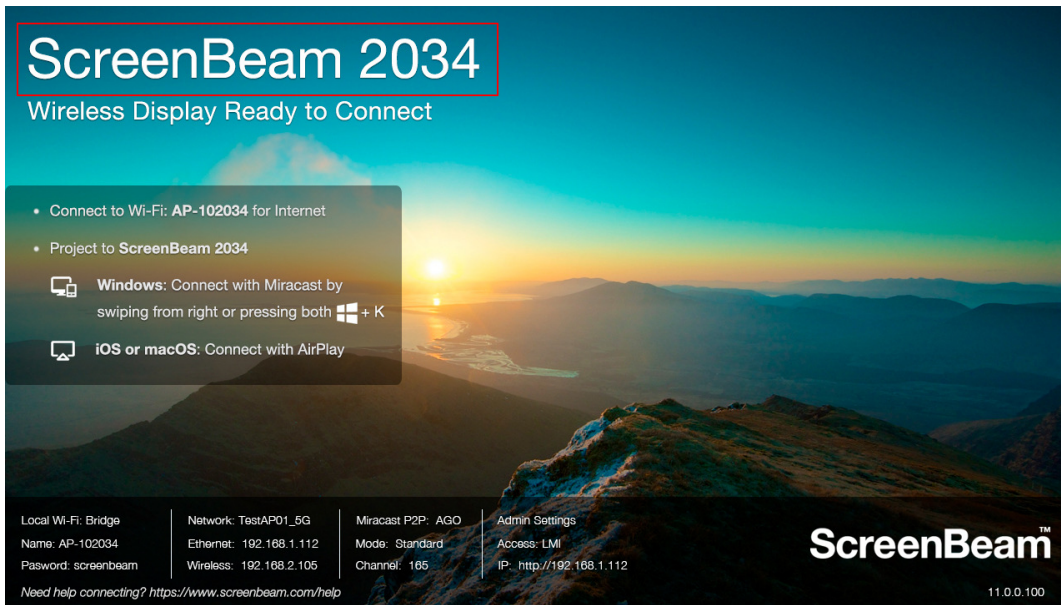 ScreenBeam 2034
Wireless Display Ready to Connect
• Connect to Wi-Fi: AP-102034 for Internet
• Project to ScreenBeam 2034
Windows: Connect with Miracast by
swiping from right or pressing both + K
iOS or macOS: Connect with AirPlay
Local Wi-Fi: Bridge
Name: AP-102034
Pasword: screenbeam
Network: TestAP01_5G
Ethernet: 192.168.1.112
Wireless: 192.168.2.105
Miracast P2P: AGO
Mode: Standard
Channel: 165
Admin Settings
Access: LMI
IP: http://192.168.1.112
Need help connecting? https://www.screenbeam.com/help
ScreenBeam™
11.0.0.100